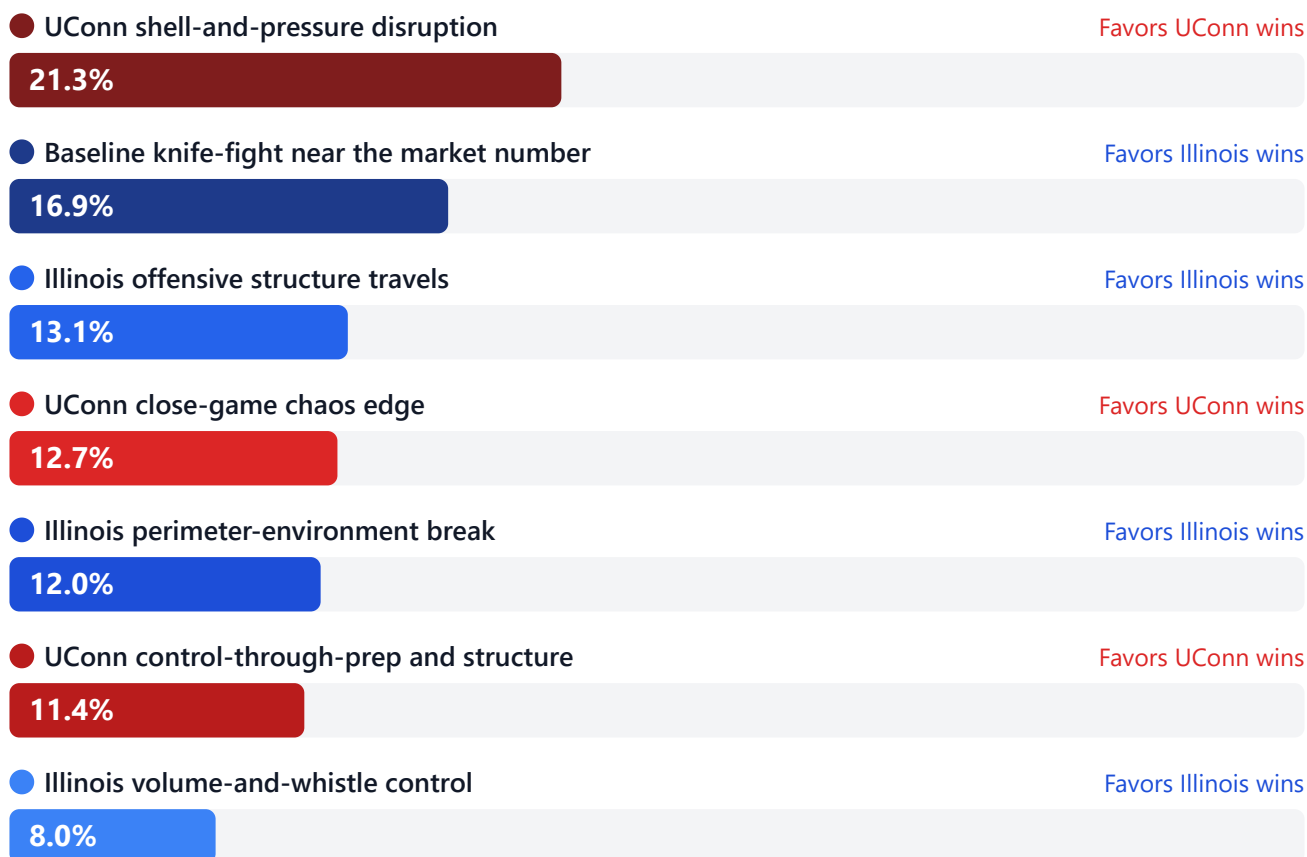 UConn shell-and-pressure disruption Favors UConn wins
21.3%
Baseline knife-fight near the market number Favors Illinois wins
16.9%
Illinois offensive structure travels Favors Illinois wins
13.1%
UConn close-game chaos edge Favors UConn wins
12.7%
Illinois perimeter-environment break Favors Illinois wins
12.0%
UConn control-through-prep and structure Favors UConn wins
11.4%
Illinois volume-and-whistle control Favors Illinois wins
8.0%